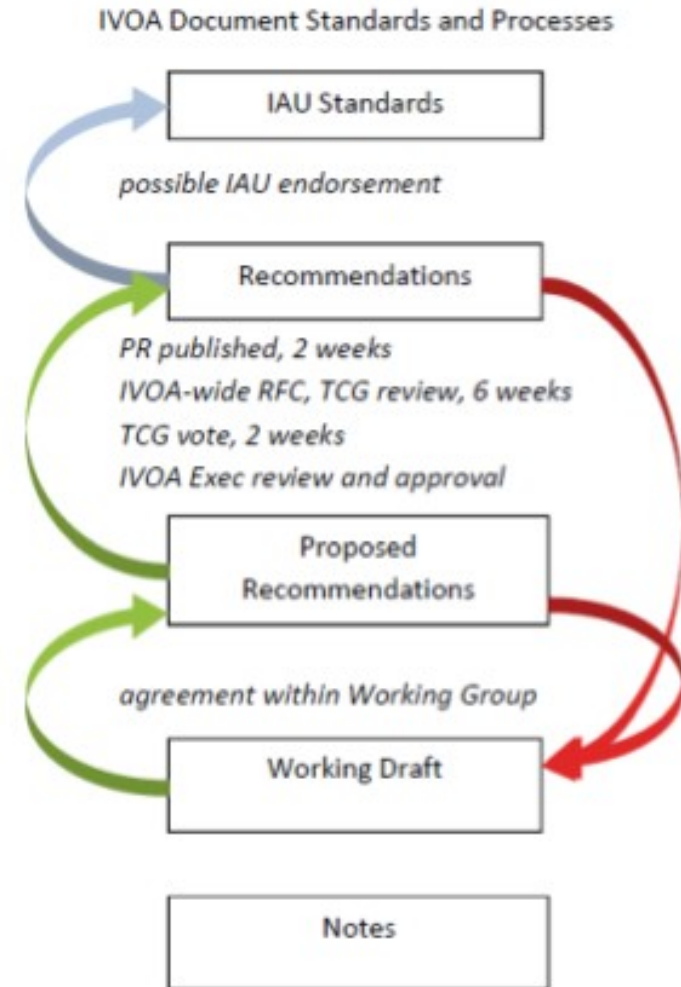 IVOA Document Standards and Processes
IAU Standards
possible IAU endorsement
Recommendations
PR published, 2 weeks
IVOA-wide RFC, TCG review, 6 weeks
TCG vote, 2 weeks
IVOA Exec review and approval
Proposed
Recommendations
agreement within Working Group
Working Draft
Notes